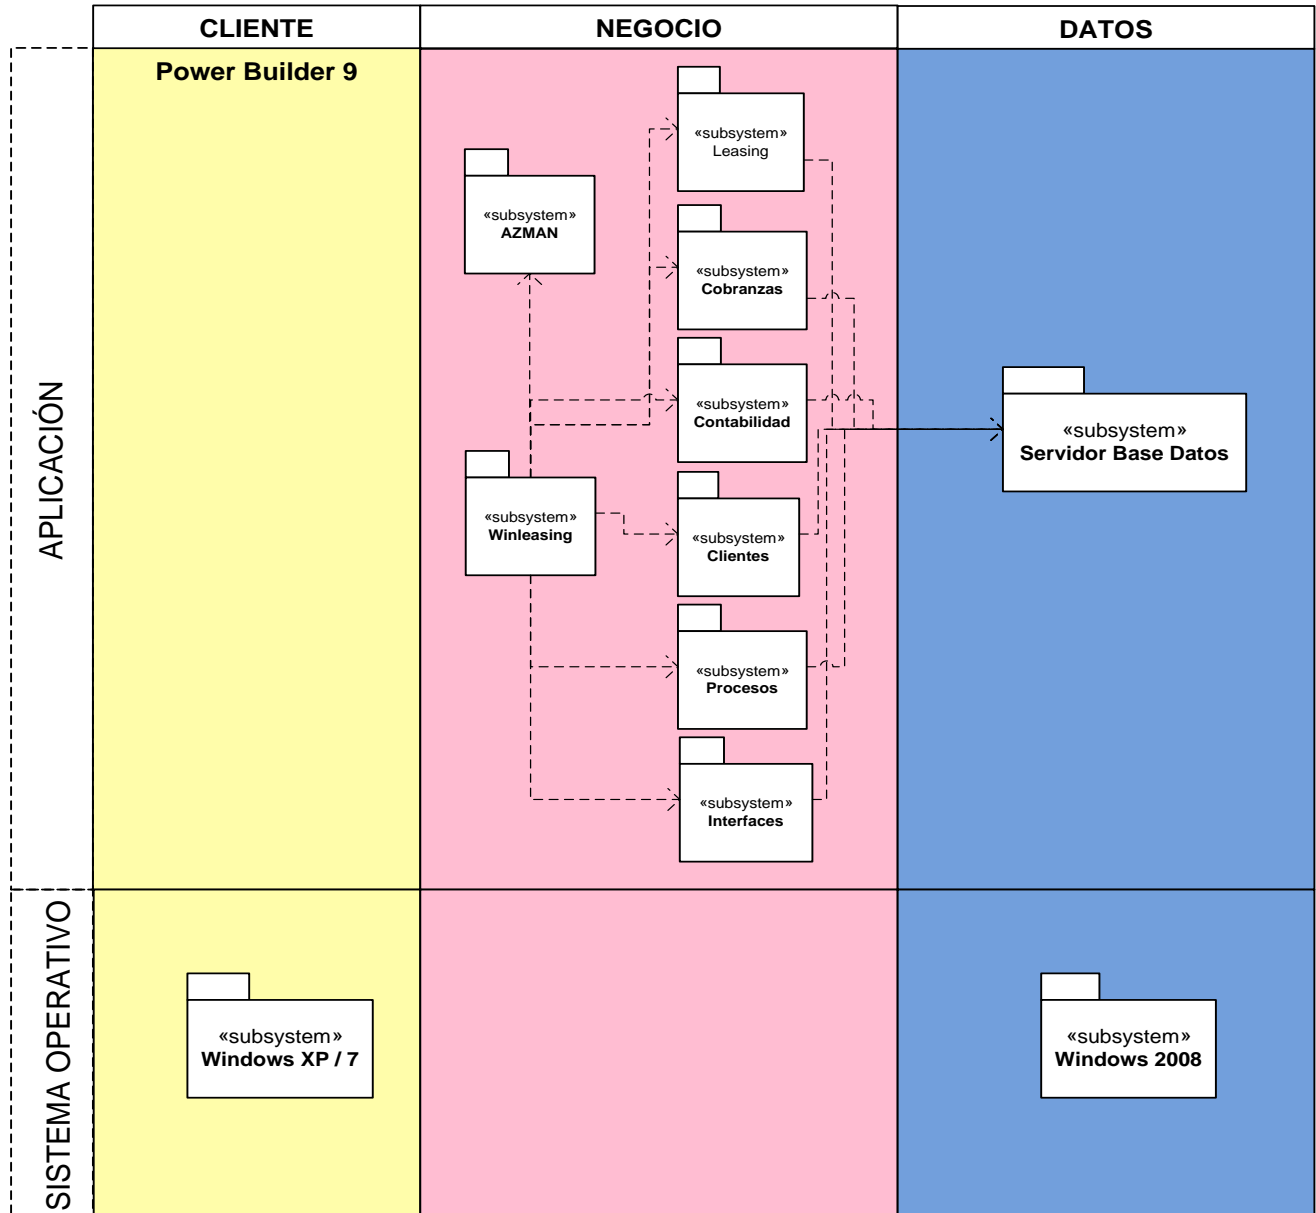 CLIENTE
NEGOCIO
DATOS
APLICACIÓN
Power Builder 9
«subsystem»
AZMAN
«subsystem»
Winleasing
«subsystem»
Leasing
«subsystem»
Cobranzas
«subsystem»
Contabilidad
«subsystem»
Clientes
«subsystem»
Procesos
«subsystem»
Interfaces
«subsystem»
Servidor Base Datos
SISTEMA OPERATIVO
«subsystem»
Windows XP / 7
«subsystem»
Windows 2008